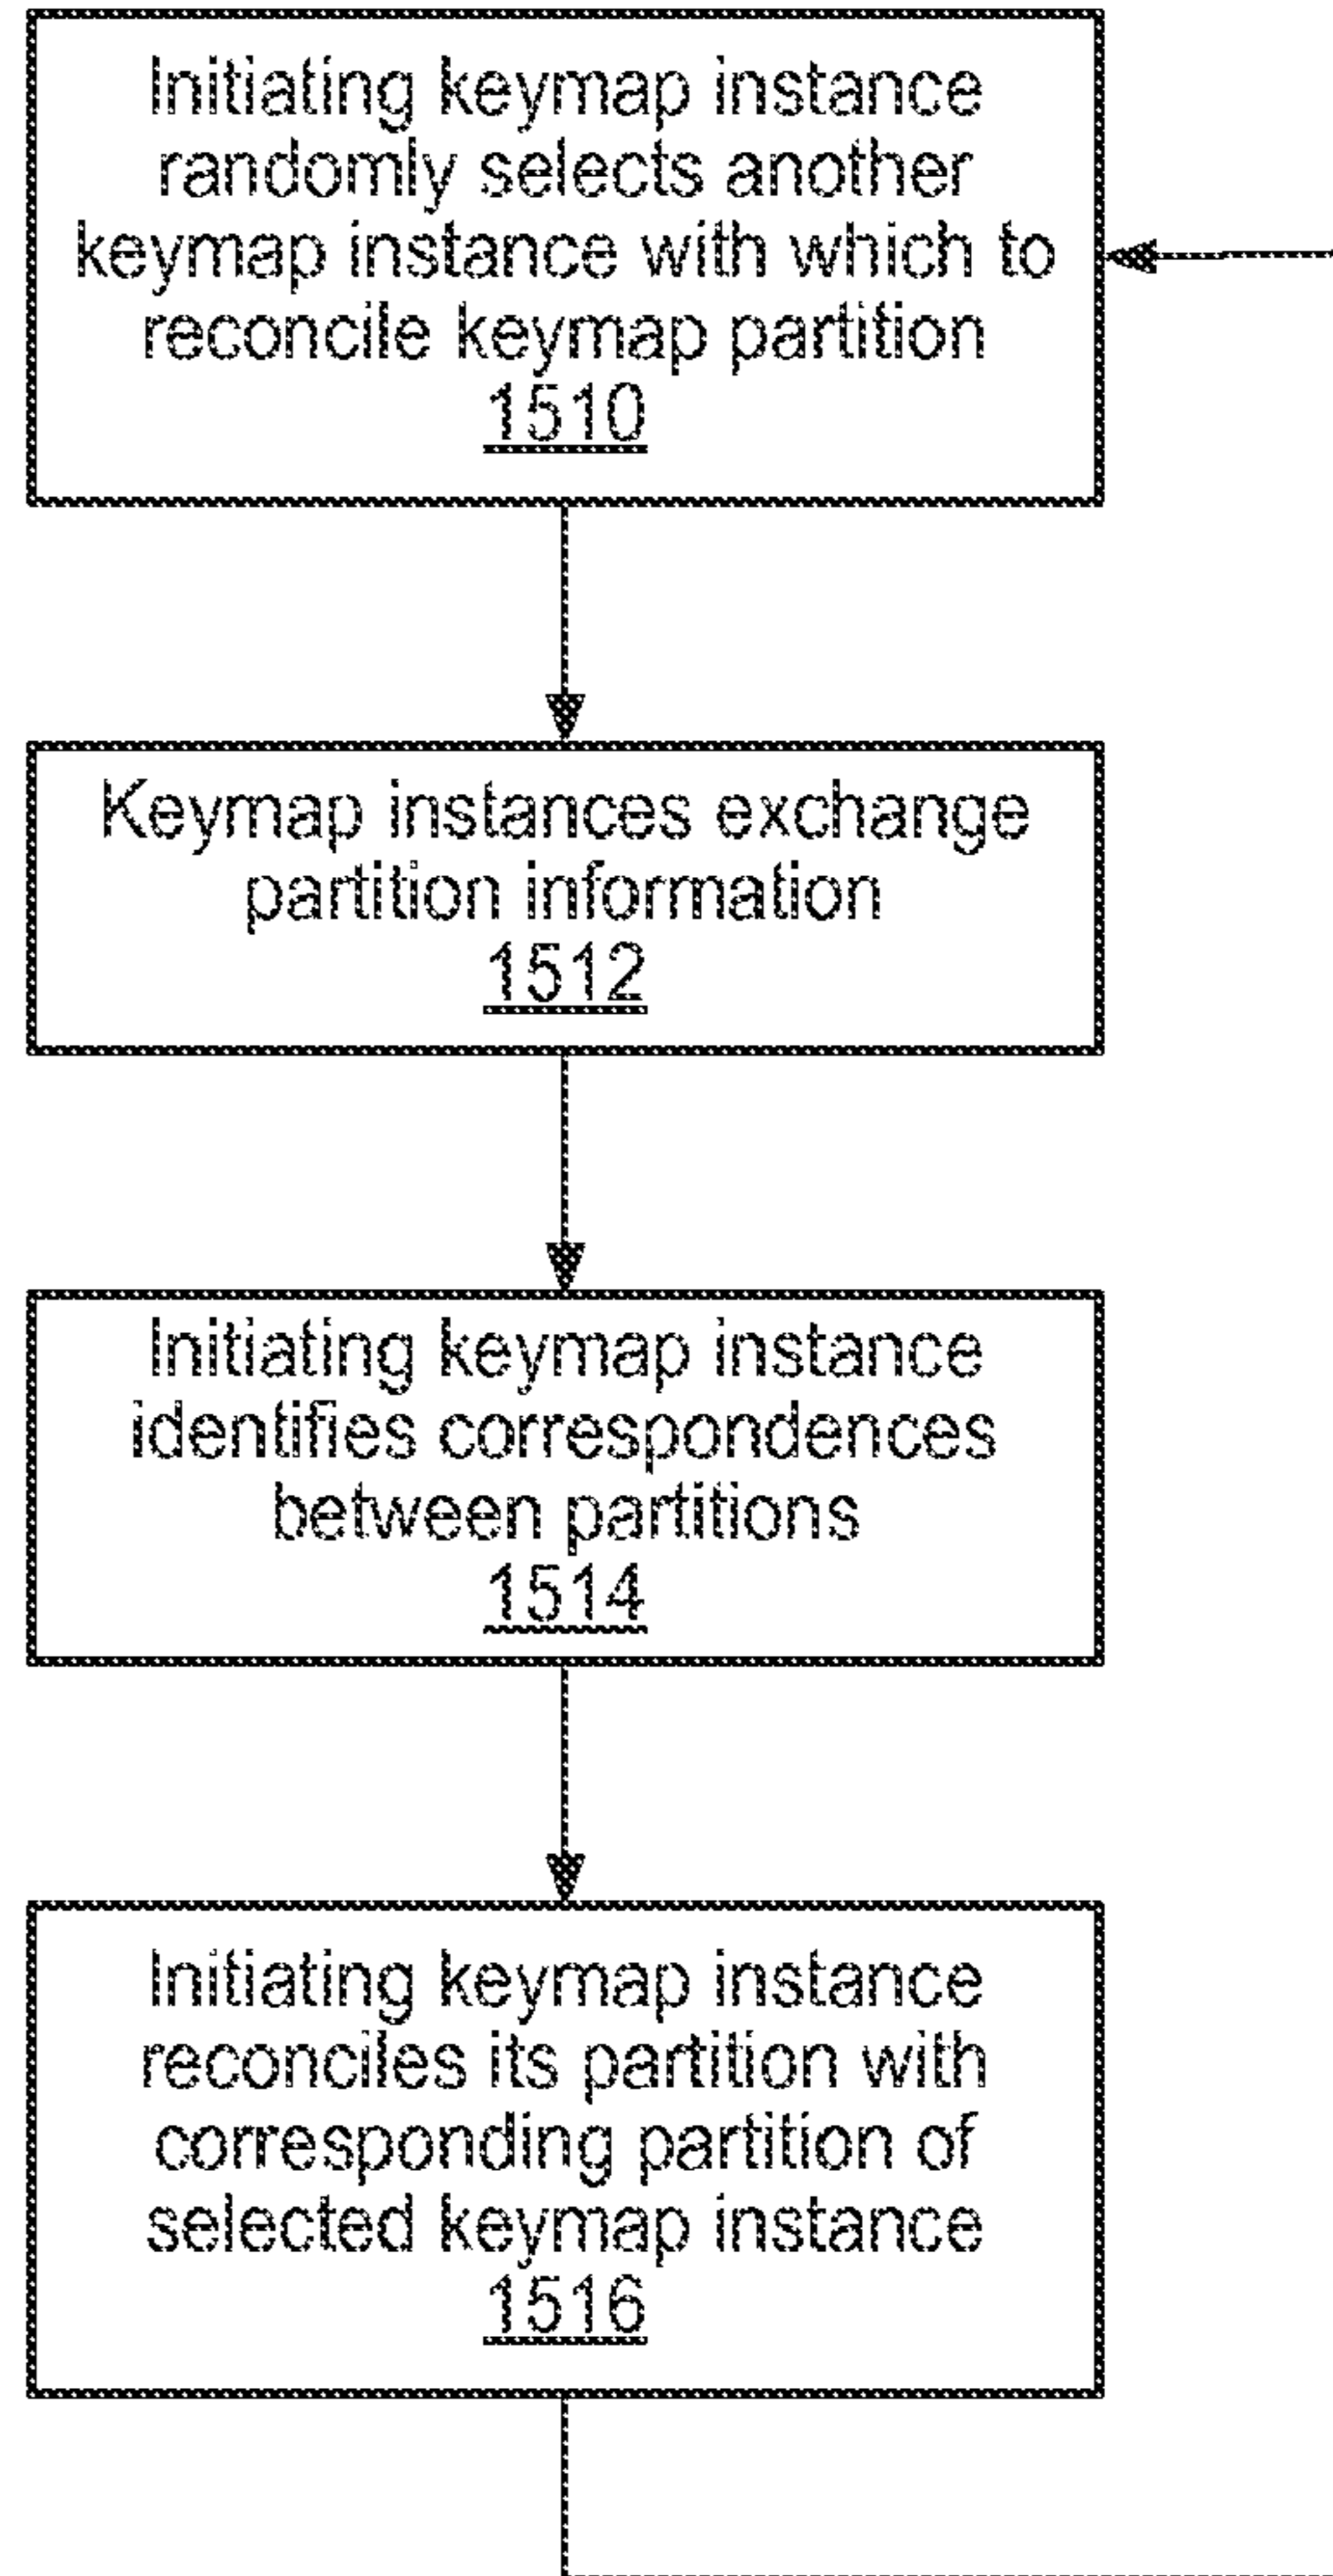 Initiating keymap instance
randomly selects another
keymap instance with which to
reconcile keymap partition
1510
Keymap instances exchange
partition information
1512
Initiating keymap instance
identifies correspondences
between partitions
1514
Initiating keymap instance
reconciles its partition with
corresponding partition of
selected keymap instance
1516